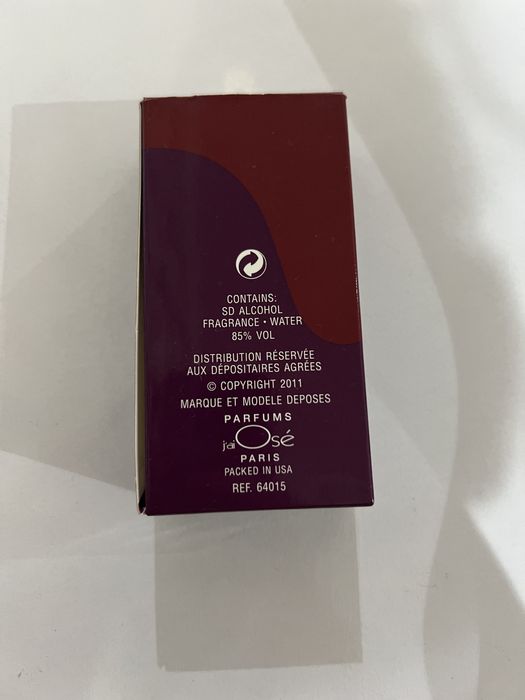 CONTAINS:
SD ALCOHOL
FRAGRANCE • WATER
85% VOL
DISTRIBUTION RÉSERVÉE
AUX DÉPOSITAIRES AGRÉES
© COPYRIGHT 2011
MARQUE ET MODELE DEPOSES
PARFUMS
j'ai Osé
PARIS
PACKED IN USA
REF. 64015